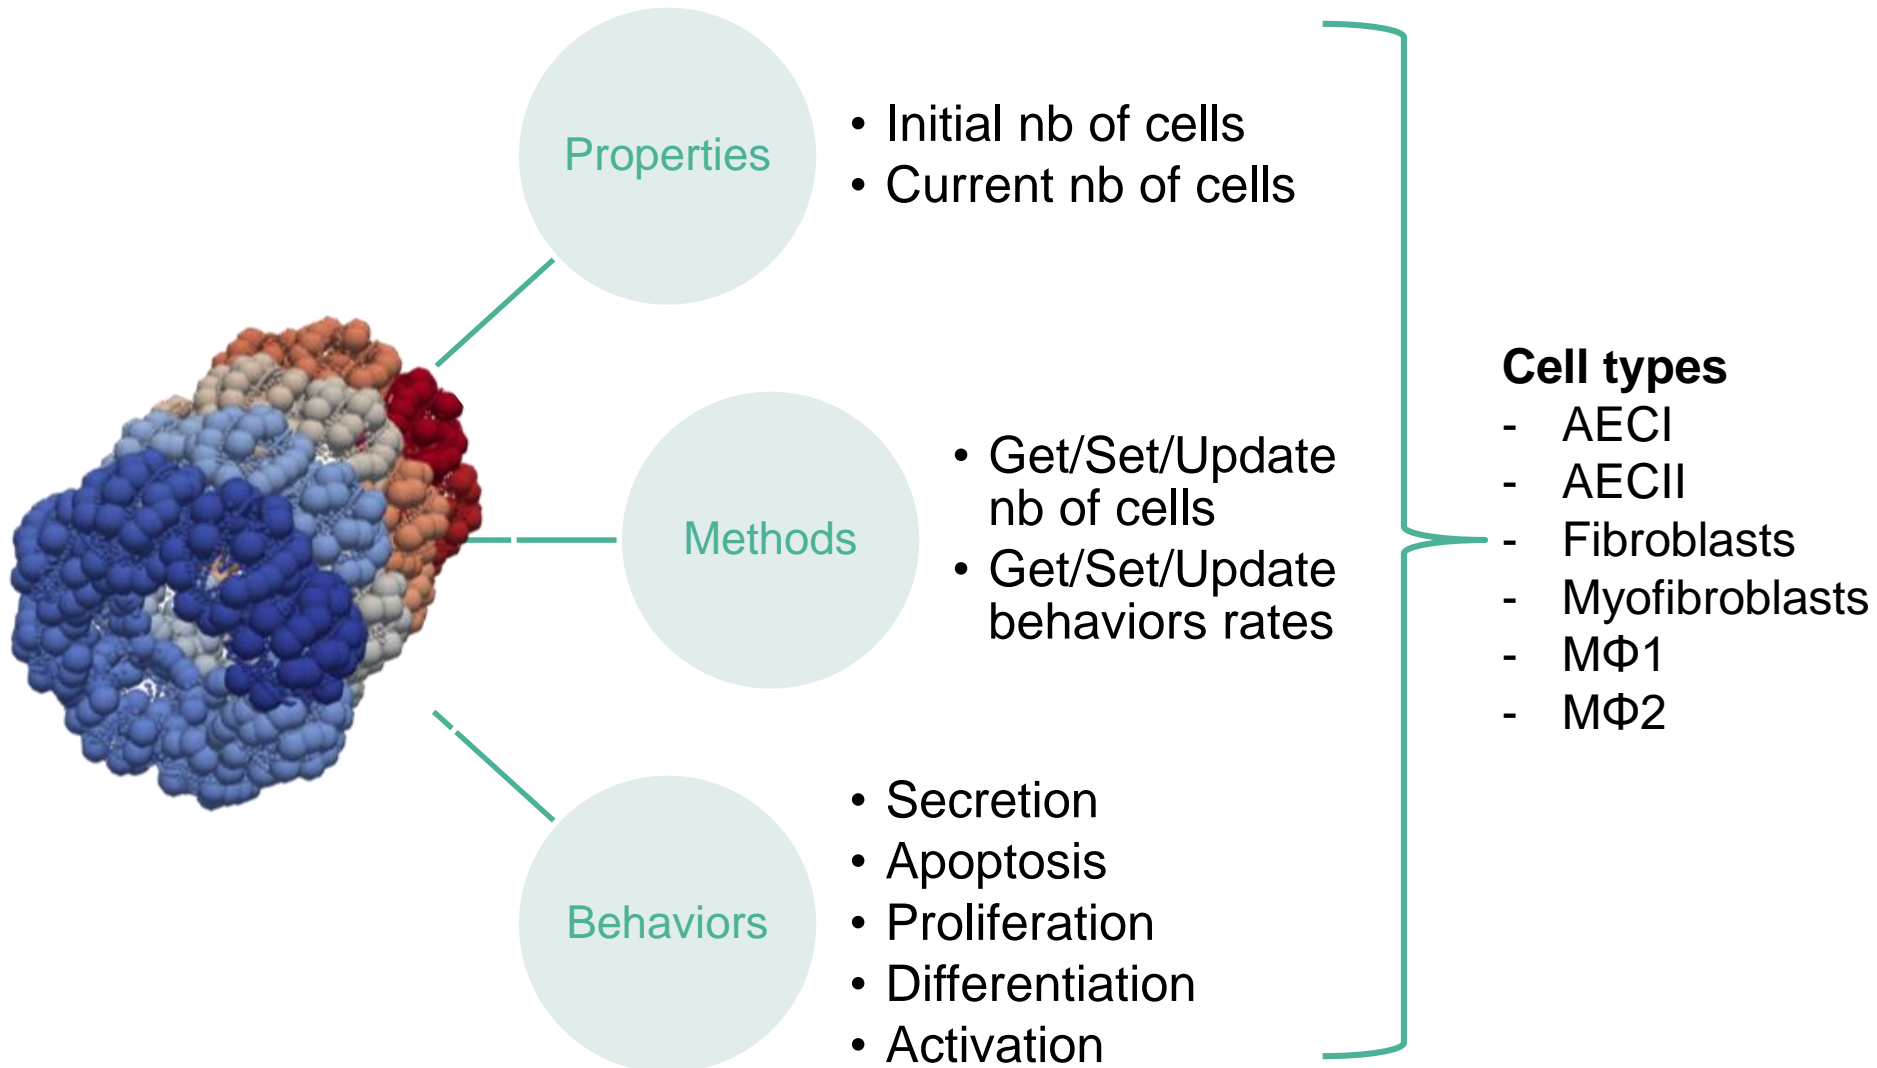 Properties
• Initial nb of cells
• Current nb of cells
Methods
• Get/Set/Update
nb of cells
• Get/Set/Update
behaviors rates
Behaviors
• Secretion
• Apoptosis
• Proliferation
• Differentiation
• Activation
Cell types
- AECI
- AECII
- Fibroblasts
- Myofibroblasts
- MΦ1
- MΦ2